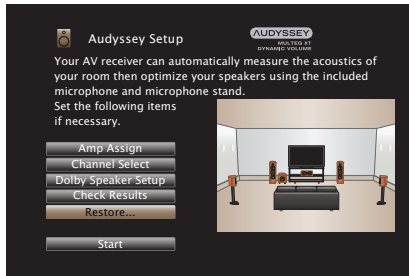 Audyssey Setup
AUDYSSEY
MULTEQ XT
DYNAMIC VOLUME
Your AV receiver can automatically measure the acoustics of
your room then optimize your speakers using the included
microphone and microphone stand.
Set the following items
if necessary.
Amp Assign
Channel Select
Dolby Speaker Setup
Check Results
Restore...
Start